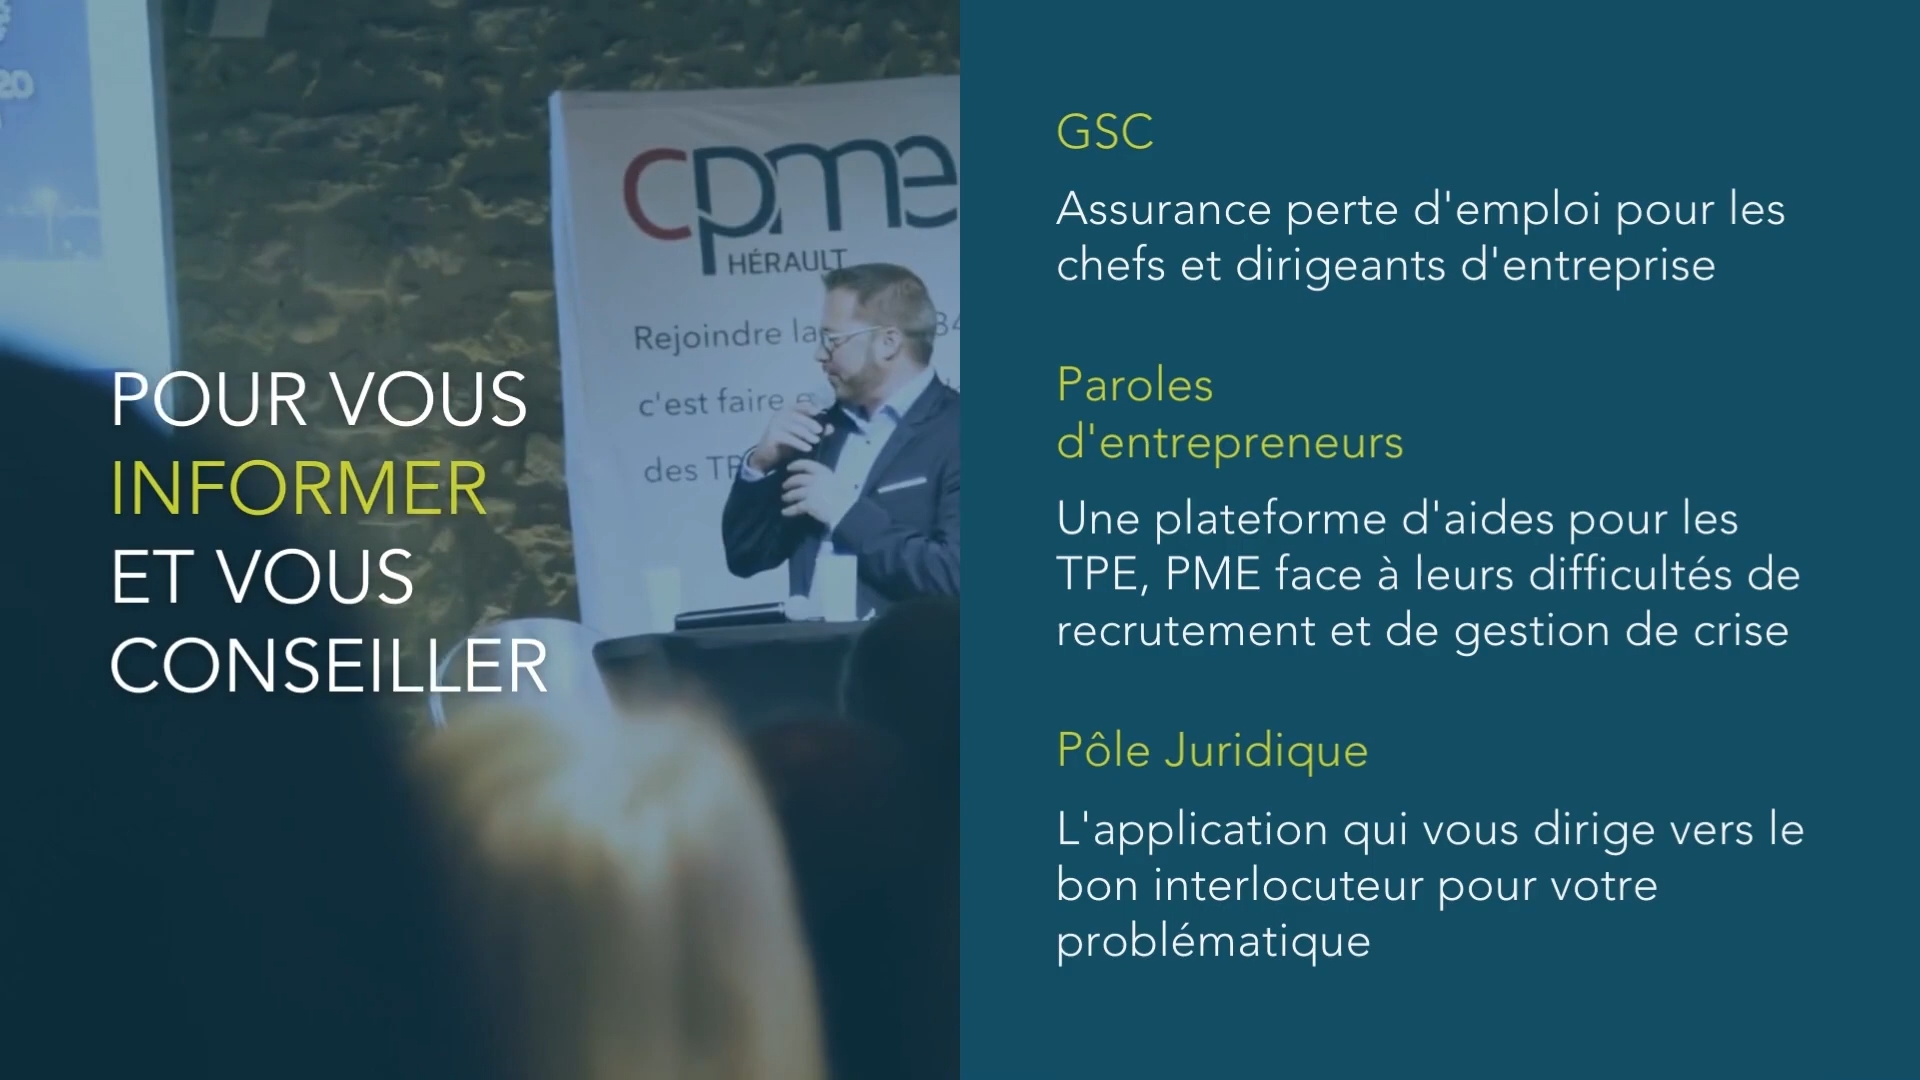 POUR VOUS
INFORMER
ET VOUS
CONSEILLER
20
cpme
HÉRAULT
Rejoindre la
c'est faire
des
GSC
Assurance perte d'emploi pour les
chefs et dirigeants d'entreprise
Paroles
d'entrepreneurs
Une plateforme d'aides pour les
TPE, PME face à leurs difficultés de
recrutement et de gestion de crise
Pôle Juridique
L'application qui vous dirige vers le
bon interlocuteur pour votre
problématique